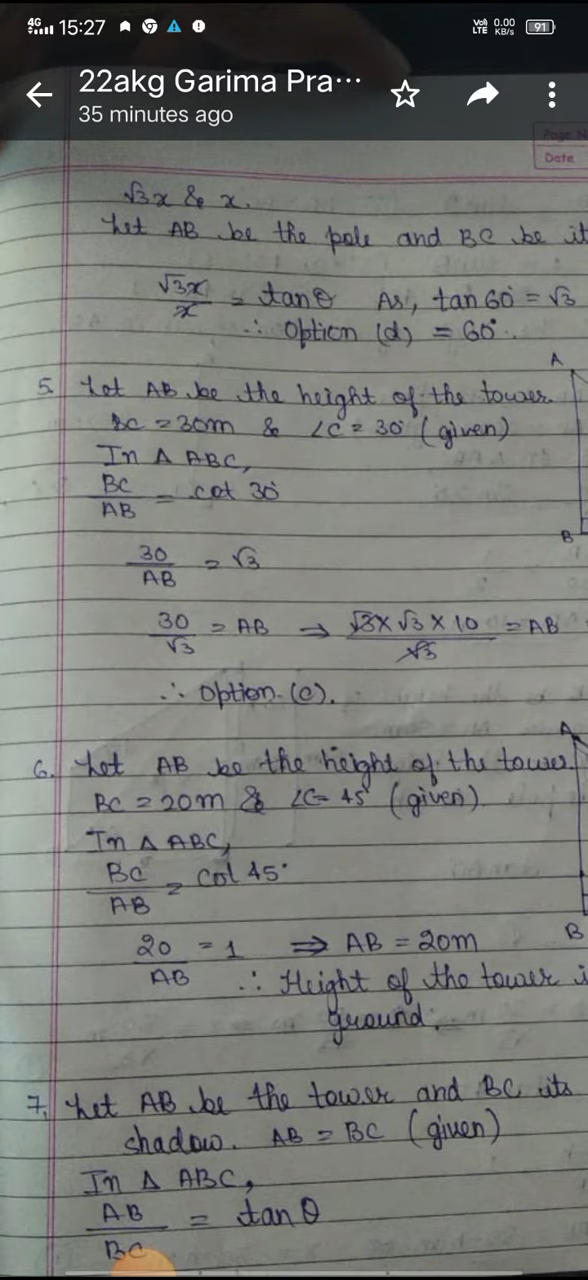 4G 15:27 Vo) LTE 0.00 KB/s 91
22akg Garima Pra...
35 minutes ago
Page N
Date
√3x & x.
Let AB be the pole and BC be it
√3x/x = tanθ As, tan 60° = √3
∴ Option (d) = 60°.
A
5. Let AB be the height of the tower
BC = 30m & ∠C = 30° (given)
In Δ ABC,
BC/AB = cot 30°
B
30/AB = √3
30/√3 = AB → √3×√3×10/√3 = AB
∴ Option (c).
A
6. Let AB be the height of the tower
BC = 20m & ∠C= 45° (given)
In Δ ABC,
BC/AB = cot 45°
B
20/AB = 1 ⇒ AB = 20m
∴ Height of the tower i
ground.
7. Let AB be the tower and BC its
shadow. AB = BC (given)
In Δ ABC,
AB/BC = tanθ